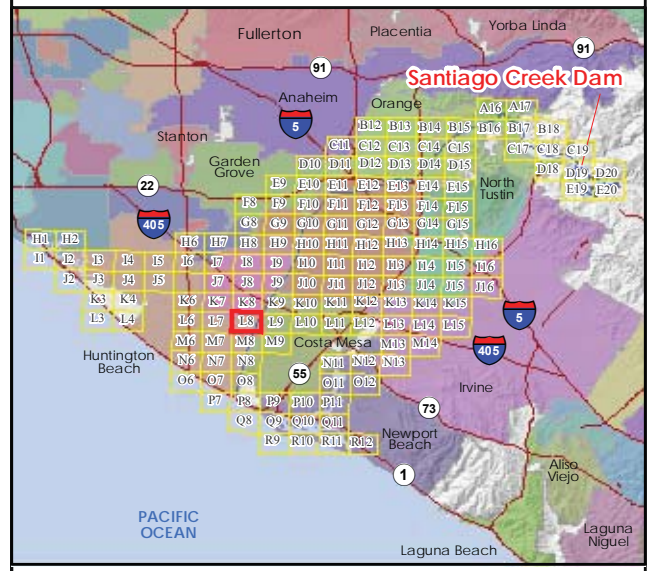 Yorba Linda
Fullerton
Placentia
91
91
Santiago Creek Dam
Anaheim
Orange
A16 A17
5
B12 B13 B14 B15 B16 B17 B18
Stanton
C11 C12 C13 C14 C15 C17 C18 C19
Garden
Grove
D10 D11 D12 D13 D14 D15 D18 D19 D20
22
E9 E10 E11 E12 E13 E14 E15 E19 E20
North
Tustin
F8 F9 F10 F11 F12 F13 F14 F15
405
G8 G9 G10 G11 G12 G13 G14 G15
H1 H2 H6 H7 H8 H9 H10 H11 H12 H13 H14 H15 H16
I1 I2 I3 I4 I5 I6 I7 I8 I9 I10 I11 I12 I13 I14 I15 I16
J2 J3 J4 J5 J7 J8 J9 J10 J11 J12 J13 J14 J15 J16
K3 K4 K6 K7 K8 K9 K10 K11 K12 K13 K14 K15
5
L3 L4 L6 L7 L8 L9 L10 L11 L12 L13 L14 L15
M6 M7 M8 M9 Costa Mesa M13 M14
405
Huntington
Beach
N6 N7 N8 N11 N12 N13
55
O6 O7 O8 O11 O12
Irvine
P7 P8 P9 P10 P11
73
Q8 Q9 Q10 Q11
Newport
Beach
R9 R10 R11 R12
1
Aliso
Viejo
PACIFIC
OCEAN
Laguna
Niguel
Laguna Beach